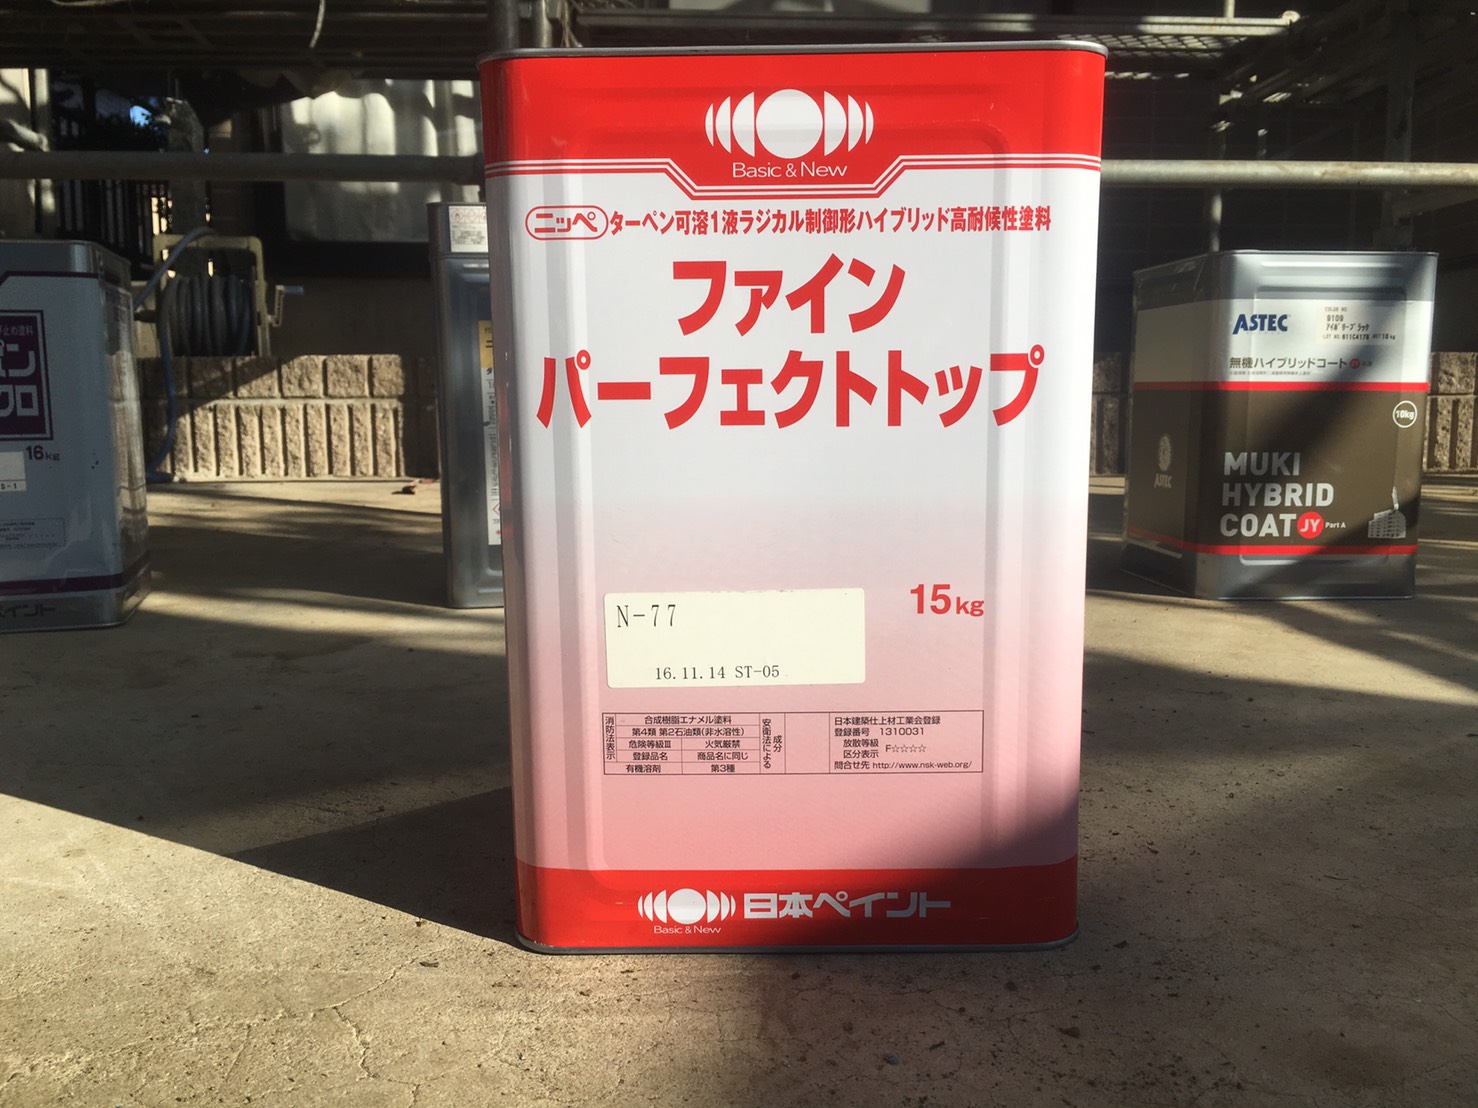 Basic & New
ニッペ ターペン可溶1液ラジカル制御形ハイブリッド高耐候性塗料
ファイン
パーフェクトトップ
15kg
N-77
16.11.14 ST-05
消防法表示
合成樹脂エナメル塗料
第4類 第2石油類(非水溶性)
危険等級Ⅲ 火気厳禁
登録品名 商品名に同じ
有機溶剤 第3種
安衛法による成分
日本建築仕上材工業会登録
登録番号 1310031
放散等級
区分表示 F☆☆☆☆
問合せ先 http://www.nsk-web.org/
日本ペイント
Basic & New
16kg
S-1
ペイント
ASTEC
COLOR NO.
9109
無機ハイブリッドコート JY
10kg
MUKI
HYBRID
COAT JY Part A
ASTEC